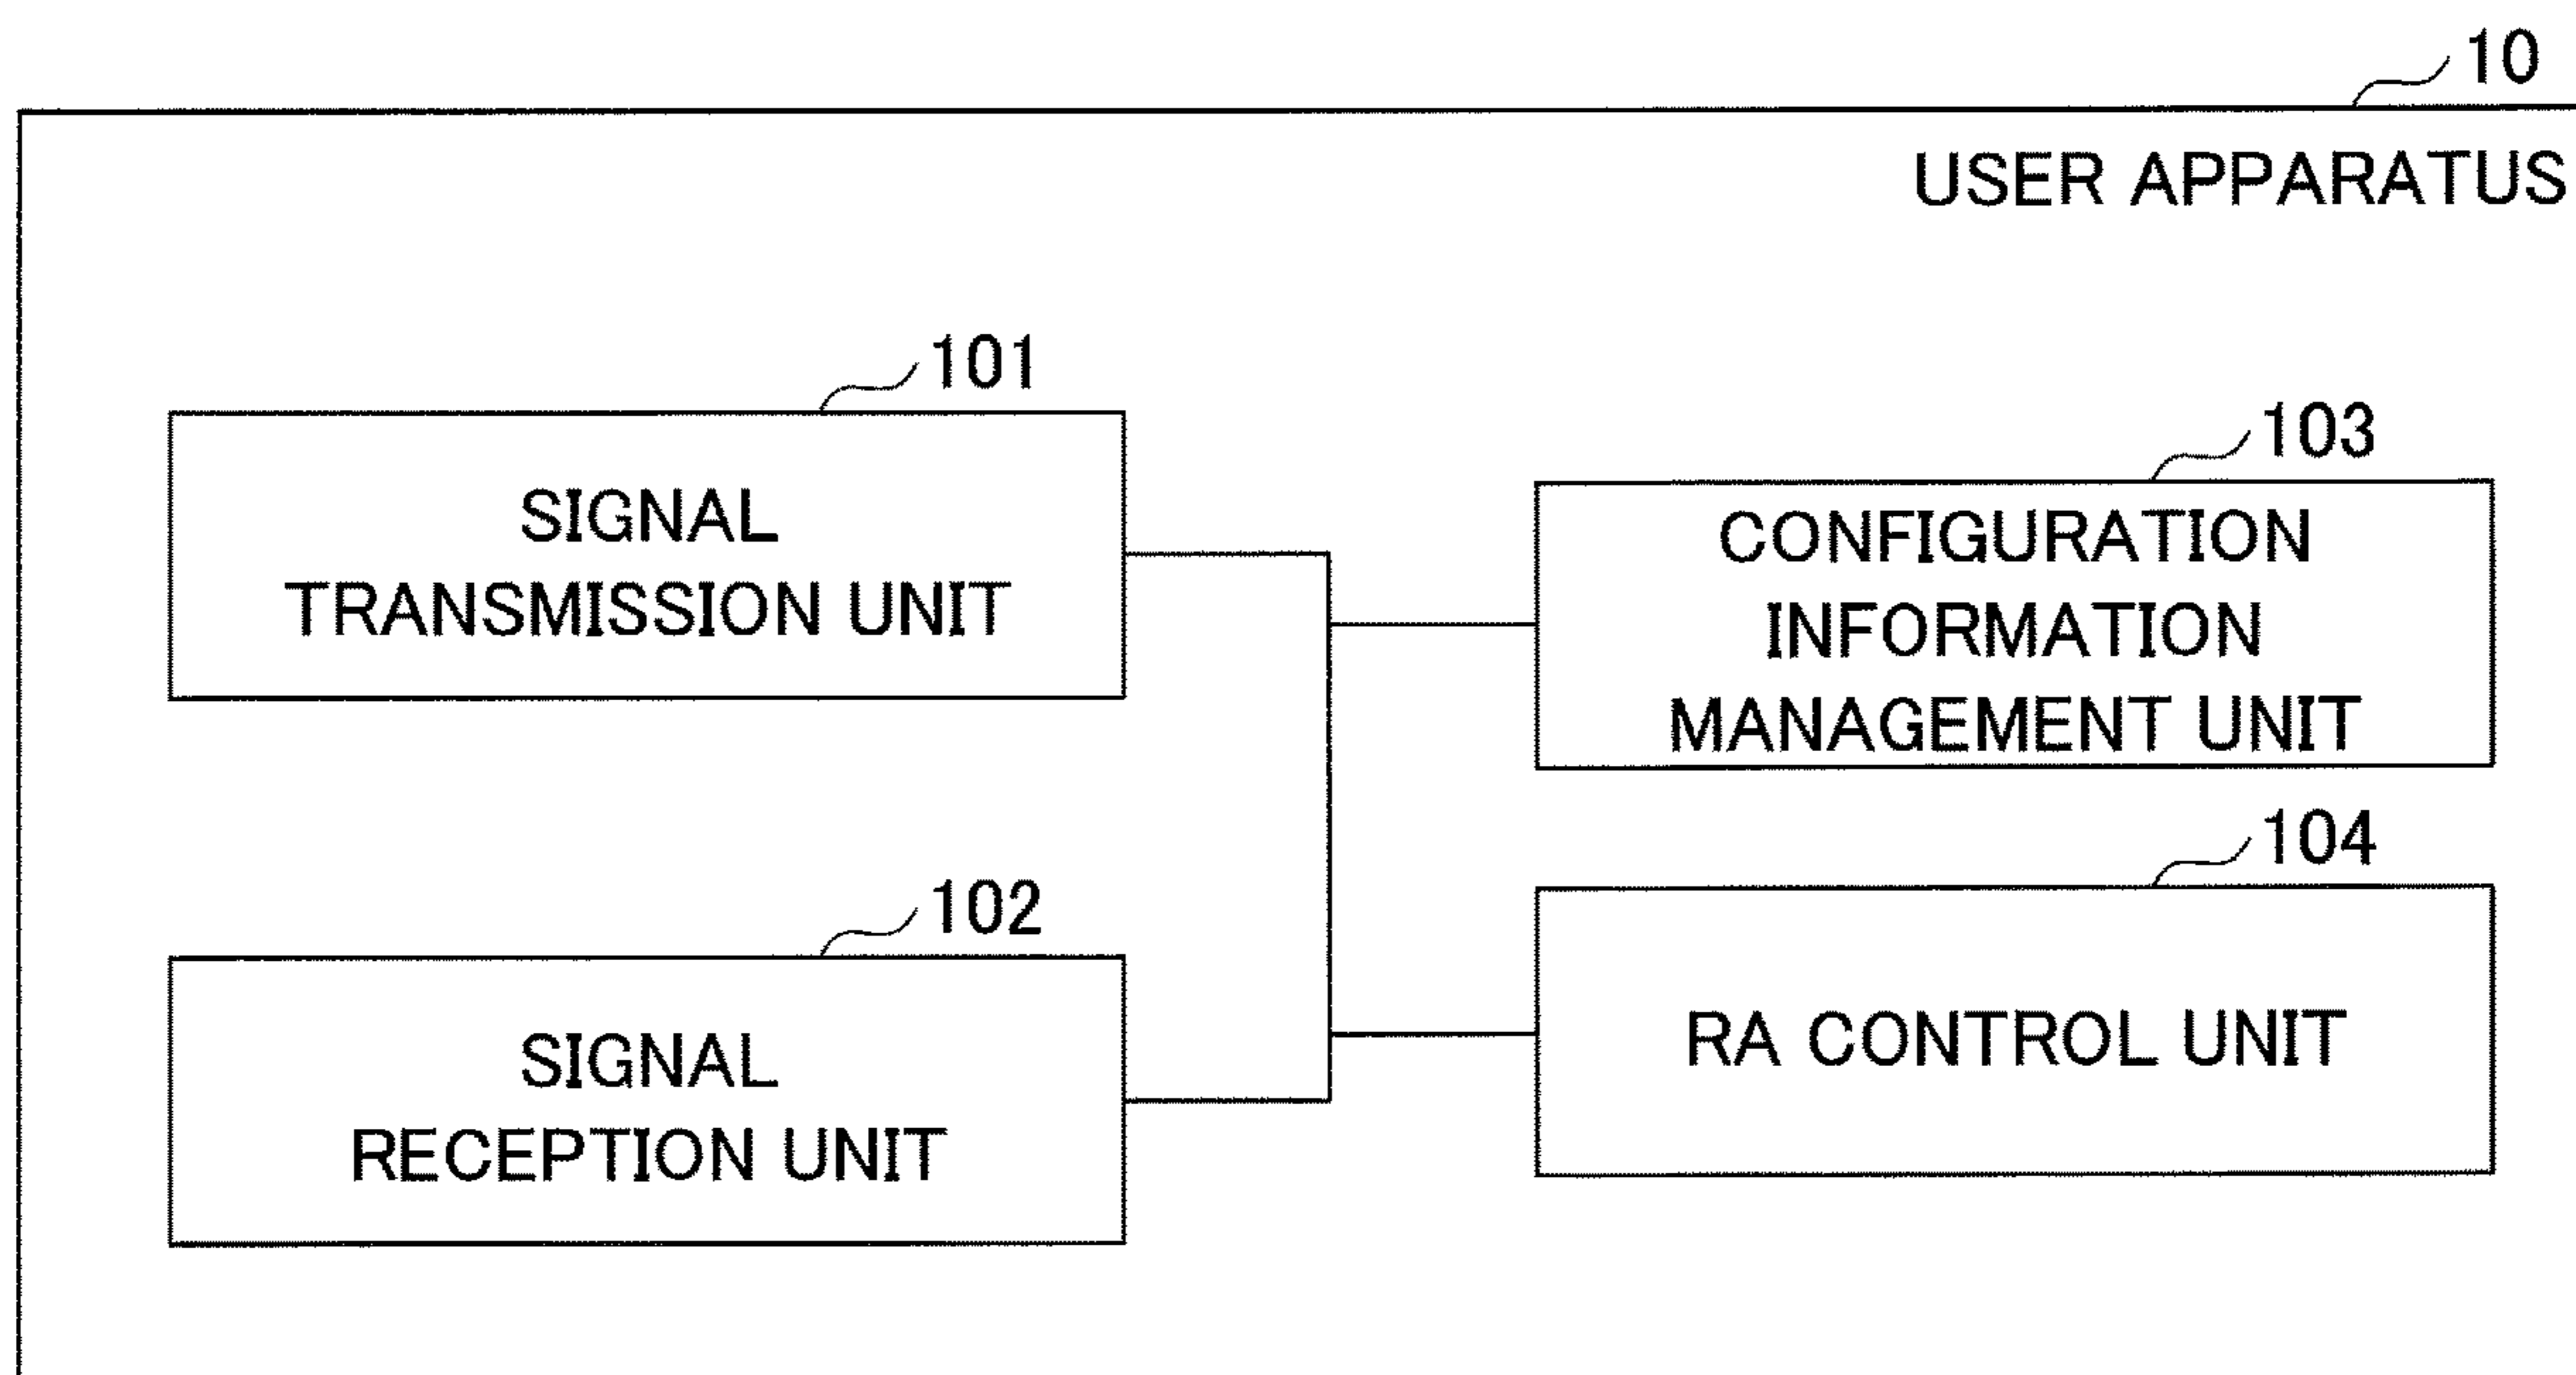 10
USER APPARATUS
101
SIGNAL
TRANSMISSION UNIT
103
CONFIGURATION
INFORMATION
MANAGEMENT UNIT
102
SIGNAL
RECEPTION UNIT
104
RA CONTROL UNIT